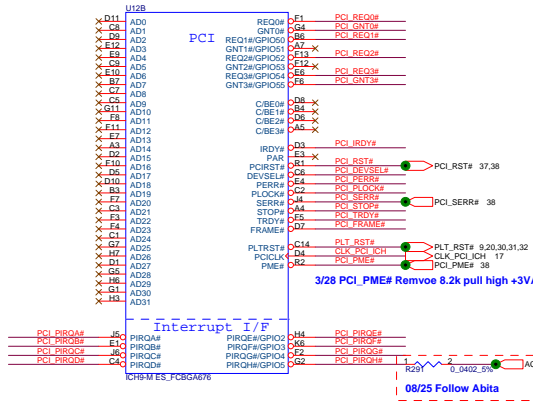 U12B
PCI
D11 AD0 REQ0# F1 PCI_REQ0#
C8 AD1 GNT0# G4 PCI_GNT0#
D9 AD2 REQ1#/GPIO50 B6 PCI_REQ1#
E12 AD3 GNT1#/GPIO51 A7
E9 AD4 REQ2#/GPIO52 F13 PCI_REQ2#
C9 AD5 GNT2#/GPIO53 F12
E10 AD6 REQ3#/GPIO54 E6 PCI_REQ3#
B7 AD7 GNT3#/GPIO55 F6 PCI_GNT3#
C7 AD8
C5 AD9 C/BE0# D8
G11 AD10 C/BE1# B4
F8 AD11 C/BE2# D6
F11 AD12 C/BE3# A5
E7 AD13
A3 AD14 IRDY# D3 PCI_IRDY#
D2 AD15 PAR E3
F10 AD16 PCIRST# R1 PCI_RST# PCI_RST# 37,38
D5 AD17 DEVSEL# C6 PCI_DEVSEL#
D10 AD18 PERR# E4 PCI_PERR#
B3 AD19 PLOCK# C2 PCI_PLOCK#
F7 AD20 SERR# J4 PCI_SERR# PCI_SERR# 38
C3 AD21 STOP# A4 PCI_STOP#
F3 AD22 TRDY# F5 PCI_TRDY#
F4 AD23 FRAME# D7 PCI_FRAME#
C1 AD24
G7 AD25 PLTRST# C14 PLT_RST# PLT_RST# 9,20,30,31,32
H7 AD26 PCICLK D4 CLK_PCI_ICH CLK_PCI_ICH 17
D1 AD27 PME# R2 PCI_PME# PCI_PME# 38
G5 AD28
H6 AD29
G1 AD30
H3 AD31
3/28 PCI_PME# Remvoe 8.2k pull high +3VA
Interrupt I/F
PCI_PIRQA# J5 PIRQA# PIRQE#/GPIO2 H4 PCI_PIRQE#
PCI_PIRQB# E1 PIRQB# PIRQF#/GPIO3 K6 PCI_PIRQF#
PCI_PIRQC# J6 PIRQC# PIRQG#/GPIO4 F2 PCI_PIRQG#
PCI_PIRQD# C4 PIRQD# PIRQH#/GPIO5 G2 PCI_PIRQH#
ICH9-M ES_FCBGA676
1 2
R291 0_0402_5%
08/25 Follow Abita